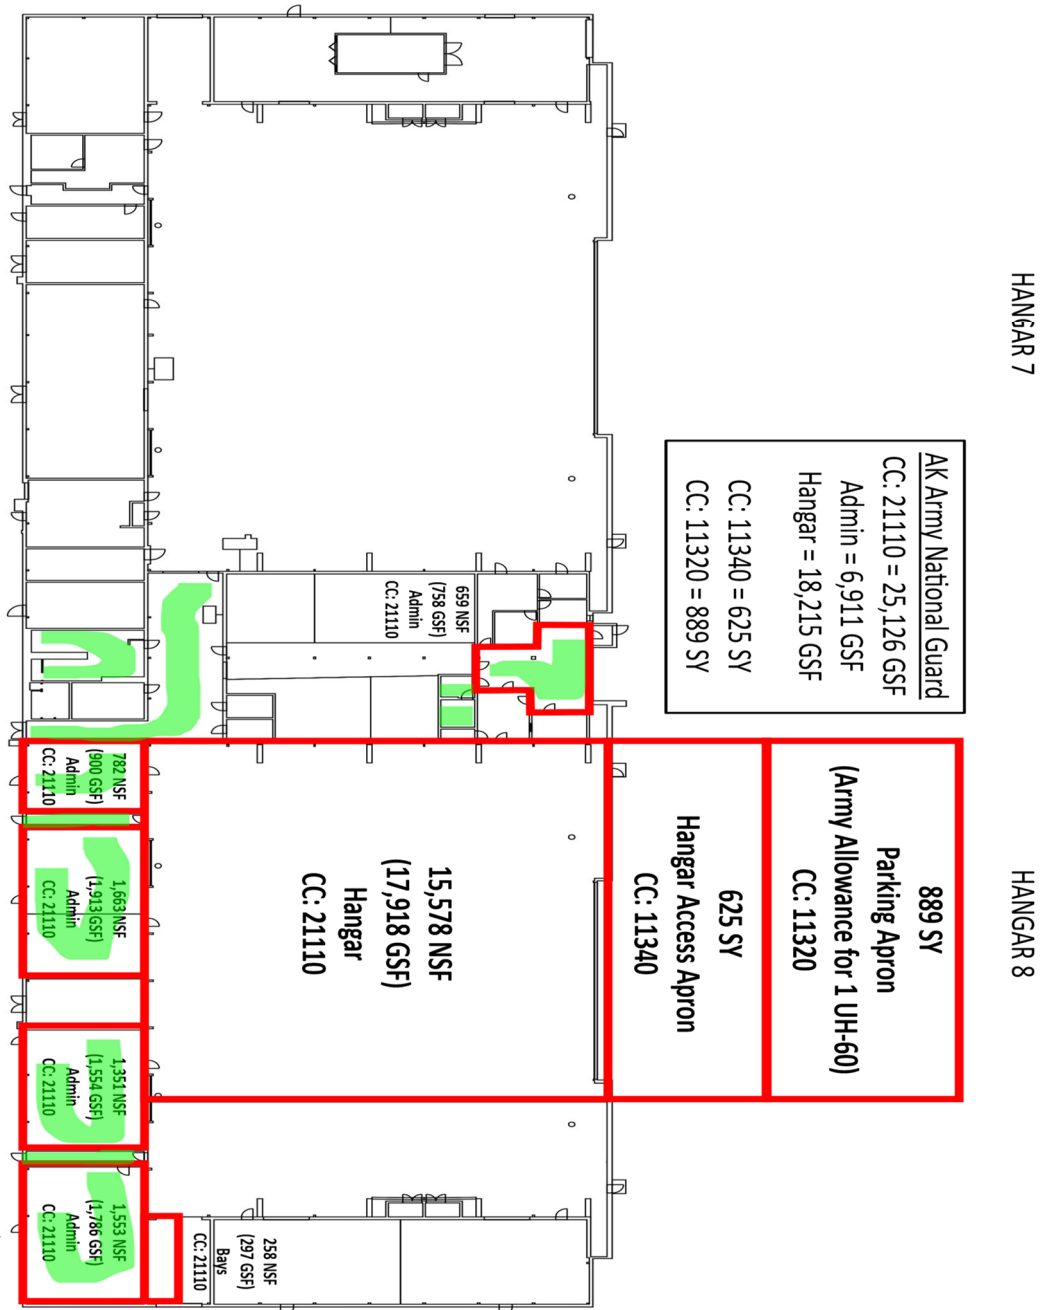 HANGAR 7
HANGAR 8
AK Army National Guard
CC: 21110 = 25,126 GSF
Admin = 6,911 GSF
Hangar = 18,215 GSF
CC: 11340 = 625 SY
CC: 11320 = 889 SY
889 SY
Parking Apron
(Army Allowance for 1 UH-60)
CC: 11320
625 SY
Hangar Access Apron
CC: 11340
659 NSF
(758 GSF)
Admin
CC: 21110
15,578 NSF
(17,918 GSF)
Hangar
CC: 21110
258 NSF
(297 GSF)
Bays
CC: 21110
782 NSF
(900 GSF)
Admin
CC: 21110
1,663 NSF
(1,913 GSF)
Admin
CC: 21110
1,351 NSF
(1,554 GSF)
Admin
CC: 21110
1,553 NSF
(1,786 GSF)
Admin
CC: 21110